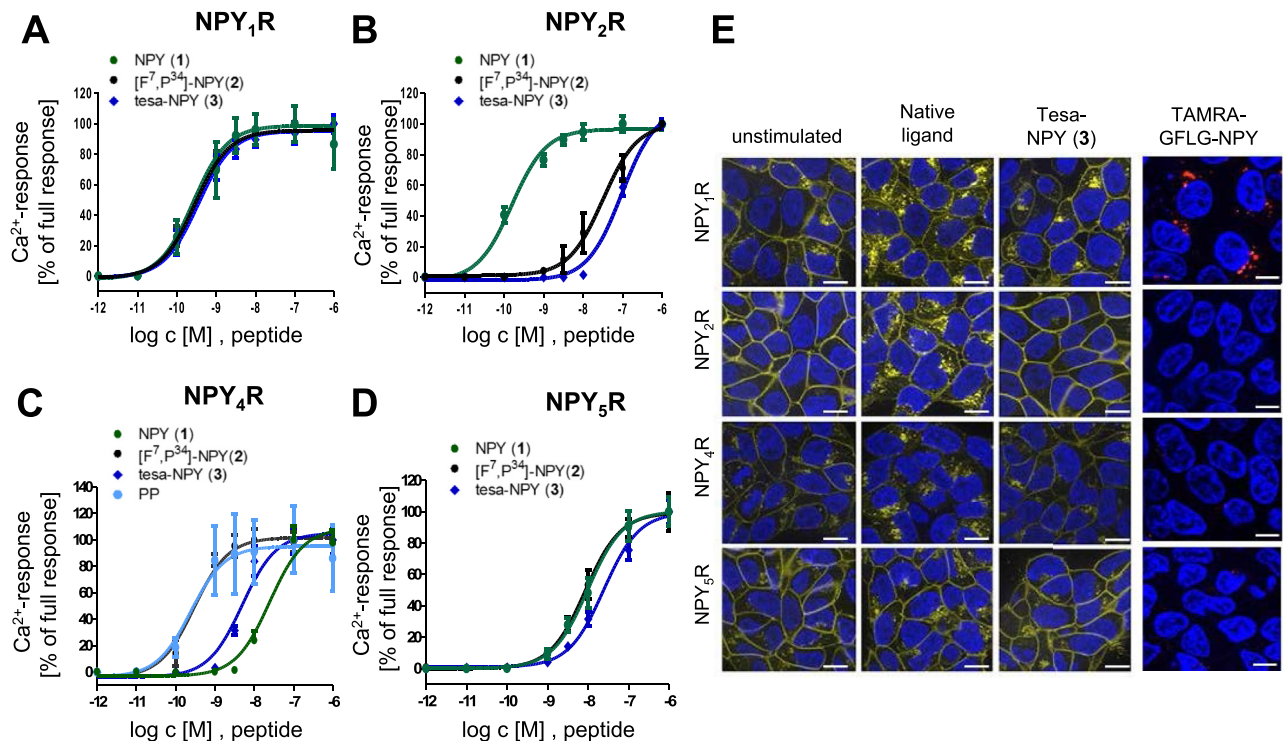 A
NPY₁R
NPY (1)
[F⁷,P³⁴]-NPY(2)
tesa-NPY (3)
Ca²⁺-response
[% of full response]
120
100
80
60
40
20
0
-12 -11 -10 -9 -8 -7 -6
log c [M] , peptide
B
NPY₂R
NPY (1)
[F⁷,P³⁴]-NPY(2)
tesa-NPY (3)
Ca²⁺-response
[% of full response]
120
100
80
60
40
20
0
-12 -11 -10 -9 -8 -7 -6
log c [M] , peptide
C
NPY₄R
NPY (1)
[F⁷,P³⁴]-NPY(2)
tesa-NPY (3)
PP
Ca²⁺-response
[% of full response]
140
120
100
80
60
40
20
0
-12 -11 -10 -9 -8 -7 -6
log c [M] , peptide
D
NPY₅R
NPY (1)
[F⁷,P³⁴]-NPY(2)
tesa-NPY (3)
Ca²⁺-response
[% of full response]
120
100
80
60
40
20
0
-12 -11 -10 -9 -8 -7 -6
log c [M] , peptide
E
unstimulated
Native
ligand
Tesa-
NPY (3)
TAMRA-
GFLG-NPY
NPY₁R
NPY₂R
NPY₄R
NPY₅R